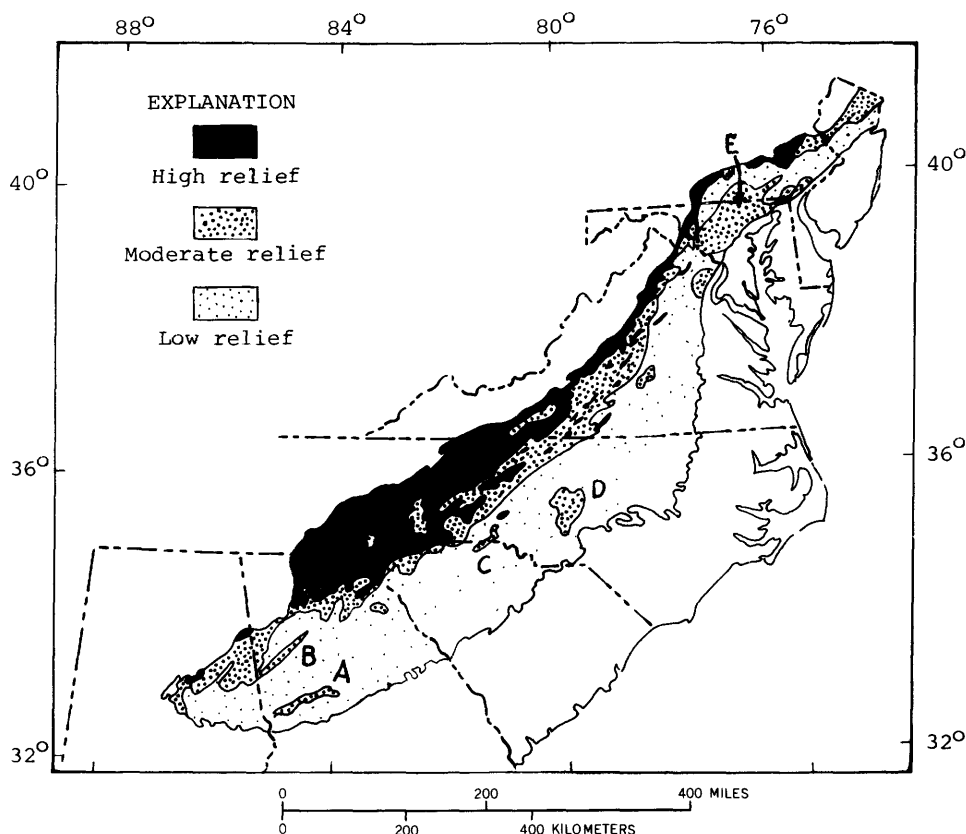 88° 84° 80° 76°
EXPLANATION
High relief
Moderate relief
Low relief
E
40° 40°
36° 36°
D
C
B
A
32° 32°
0 200 400 MILES
0 200 400 KILOMETERS